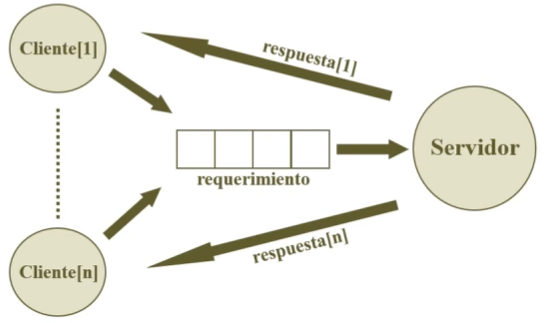 Cliente[1]
respuesta[1]
Servidor
requerimiento
Cliente[n]
respuesta[n]